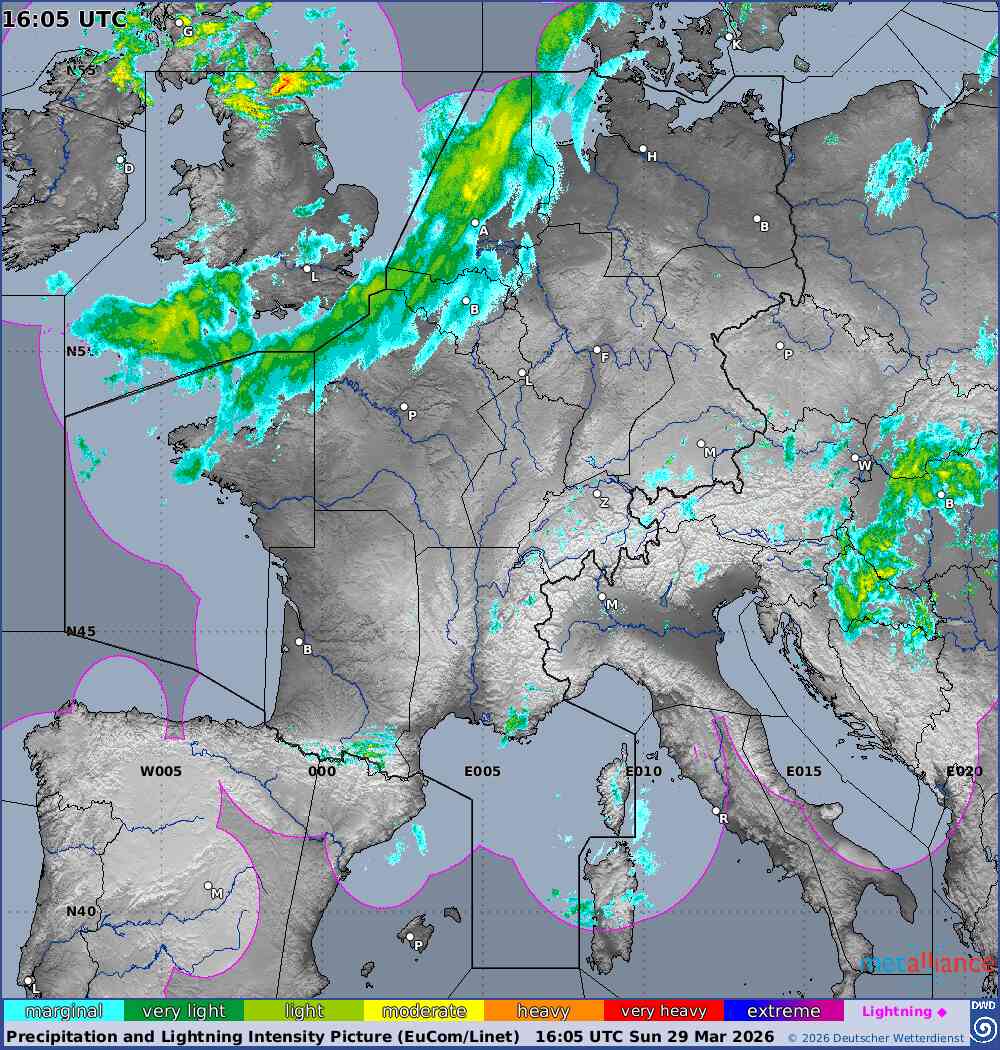 16:05 UTC
G
K
N55
D
H
A
B
L
B
N5
F
P
L
P
M
W
Z
B
M
N45
B
W005
000
E005
E010
E015
E020
R
M
N40
P
L
metalliance
marginal very light light moderate heavy very heavy extreme Lightning ◆
DWD
Precipitation and Lightning Intensity Picture (EuCom/Linet) 16:05 UTC Sun 29 Mar 2026 © 2026 Deutscher Wetterdienst